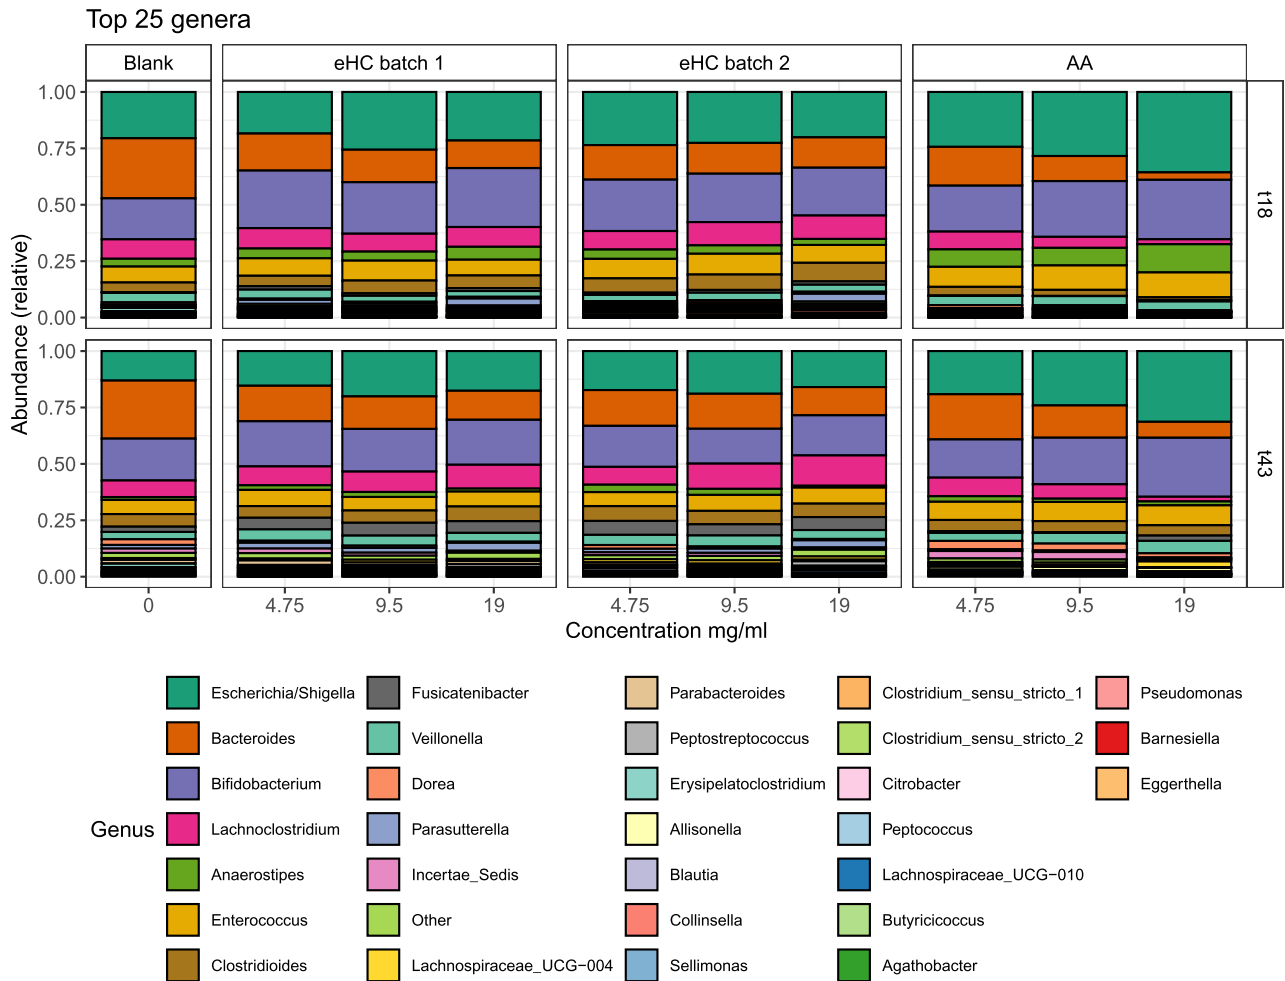 Top 25 genera
Blank
eHC batch 1
eHC batch 2
AA
1.00
0.75
0.50
0.25
0.00
t18
1.00
0.75
0.50
0.25
0.00
t43
Abundance (relative)
0
4.75
9.5
19
4.75
9.5
19
4.75
9.5
19
Concentration mg/ml
Genus
Escherichia/Shigella
Bacteroides
Bifidobacterium
Lachnoclostridium
Anaerostipes
Enterococcus
Clostridioides
Fusicatenibacter
Veillonella
Dorea
Parasutterella
Incertae_Sedis
Other
Lachnospiraceae_UCG−004
Parabacteroides
Peptostreptococcus
Erysipelatoclostridium
Allisonella
Blautia
Collinsella
Sellimonas
Clostridium_sensu_stricto_1
Clostridium_sensu_stricto_2
Citrobacter
Peptococcus
Lachnospiraceae_UCG−010
Butyricicoccus
Agathobacter
Pseudomonas
Barnesiella
Eggerthella